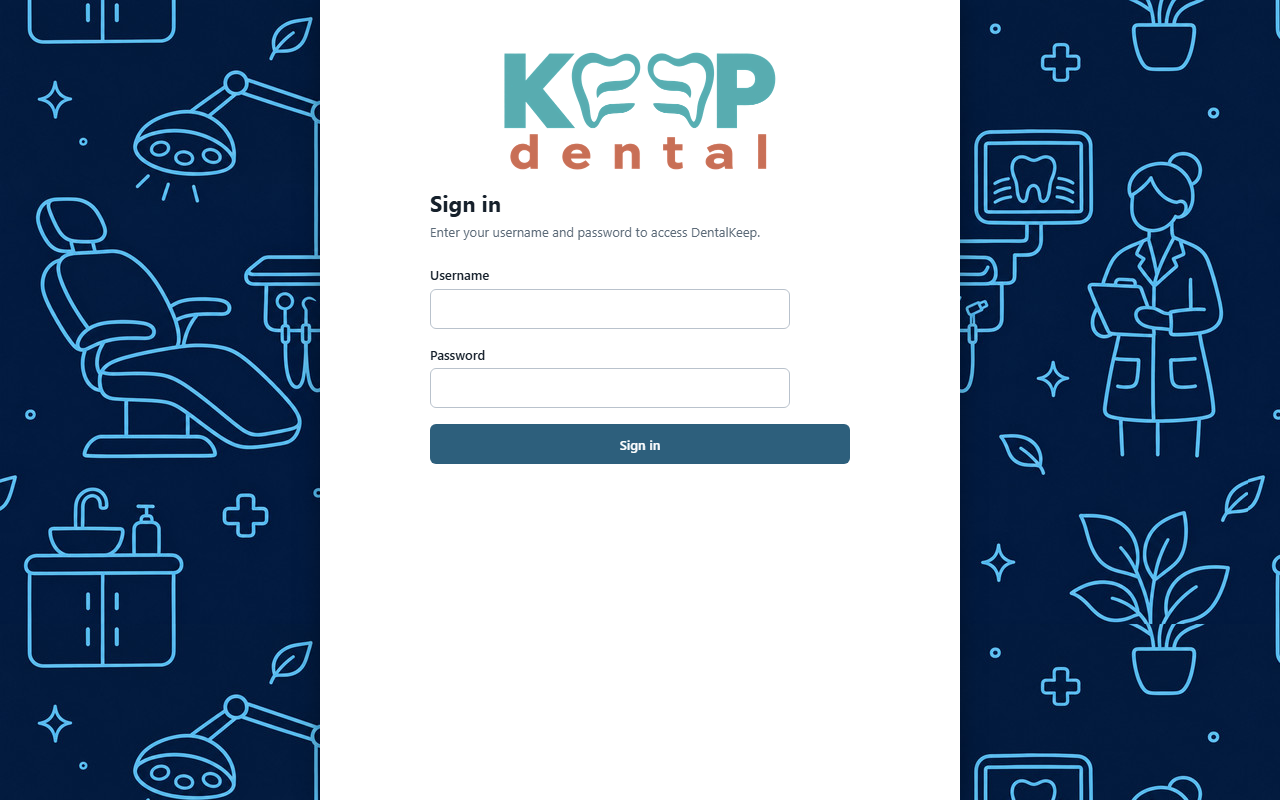 KEEP
dental
Sign in
Enter your username and password to access DentalKeep.
Username
Password
Sign in